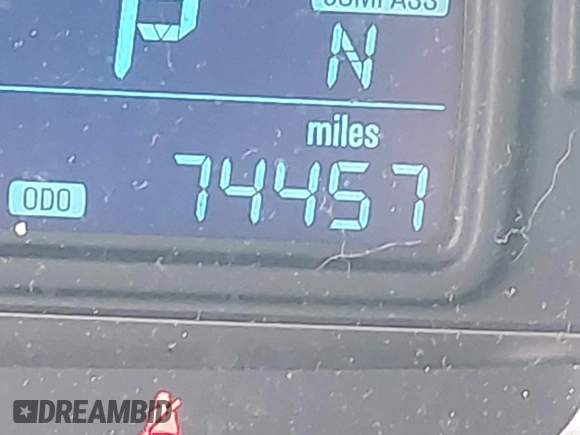 COMPASS
P N
miles
ODO 74457
DREAMBID